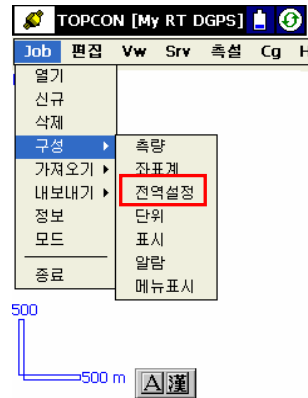 TOPCON [My RT DGPS]
Job 편집 Vw Srv 측설 Cg H
열기
신규
삭제
구성
가져오기
내보내기
정보
모드
종료
측량
좌표계
전역설정
단위
표시
알람
메뉴표시
500
500 m
A 漢